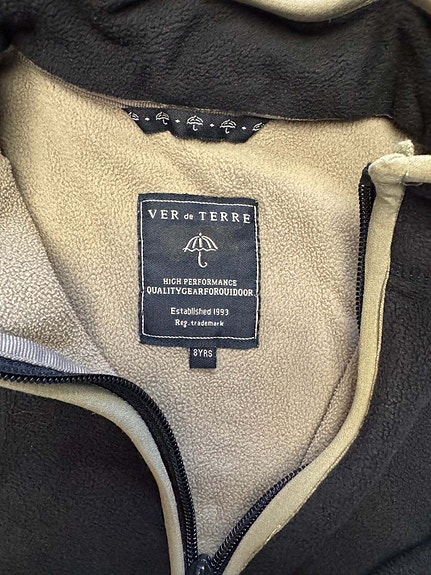 VER de TERRE
HIGH PERFORMANCE
QUALITYGEARFOROUIDOOR
Established 1993
Reg.trademark
8YRS